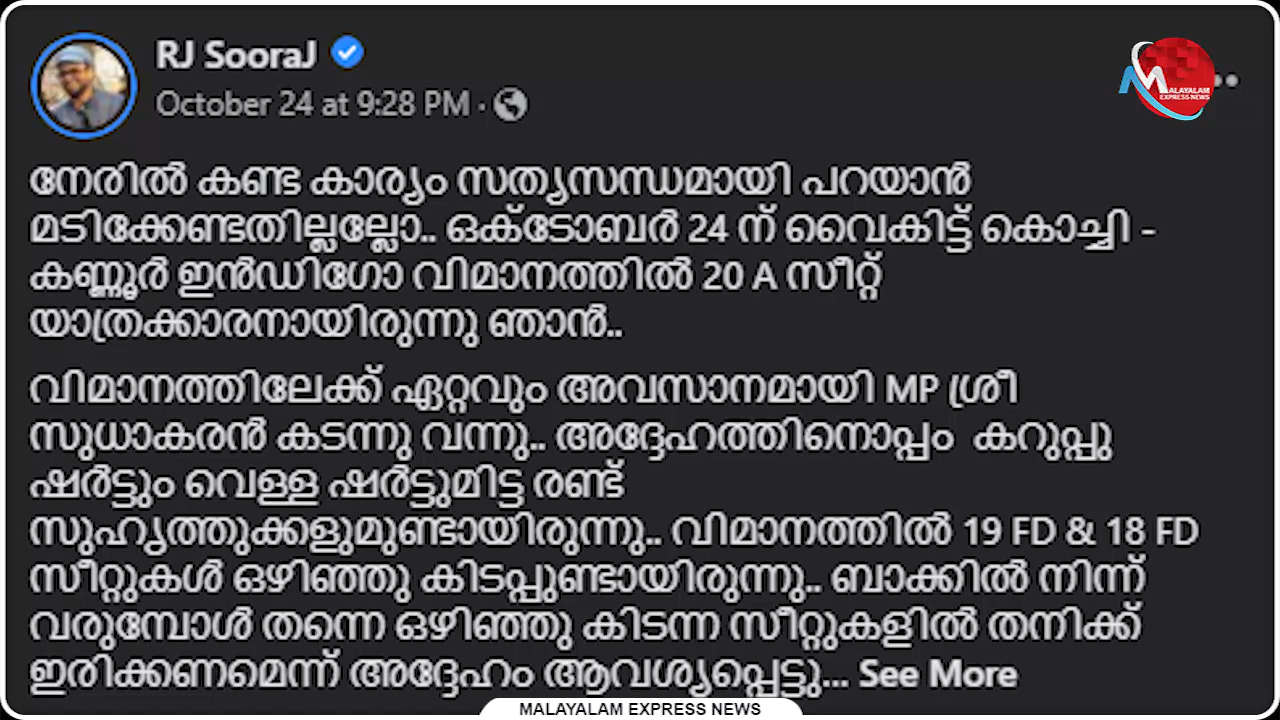 RJ SooraJ
October 24 at 9:28 PM ·
MALAYALAM
EXPRESS NEWS
നേരിൽ കണ്ട കാര്യം സത്യസന്ധമായി പറയാൻ
മടിക്കേണ്ടതില്ലല്ലോ.. ഒക്ടോബർ 24 ന് വൈകിട്ട് കൊച്ചി -
കണ്ണൂർ ഇൻഡിഗോ വിമാനത്തിൽ 20 A സീറ്റ്
യാത്രക്കാരനായിരുന്നു ഞാൻ..
വിമാനത്തിലേക്ക് ഏറ്റവും അവസാനമായി MP ശ്രീ
സുധാകരൻ കടന്നു വന്നു.. അദ്ദേഹത്തിനൊപ്പം കറുപ്പു
ഷർട്ടും വെള്ള ഷർട്ടുമിട്ട രണ്ട്
സുഹൃത്തുക്കളുമുണ്ടായിരുന്നു.. വിമാനത്തിൽ 19 FD & 18 FD
സീറ്റുകൾ ഒഴിഞ്ഞു കിടപ്പുണ്ടായിരുന്നു.. ബാക്കിൽ നിന്ന്
വരുമ്പോൾ തന്നെ ഒഴിഞ്ഞു കിടന്ന സീറ്റുകളിൽ തനിക്ക്
ഇരിക്കണമെന്ന് അദ്ദേഹം ആവശ്യപ്പെട്ടു... See More
MALAYALAM EXPRESS NEWS